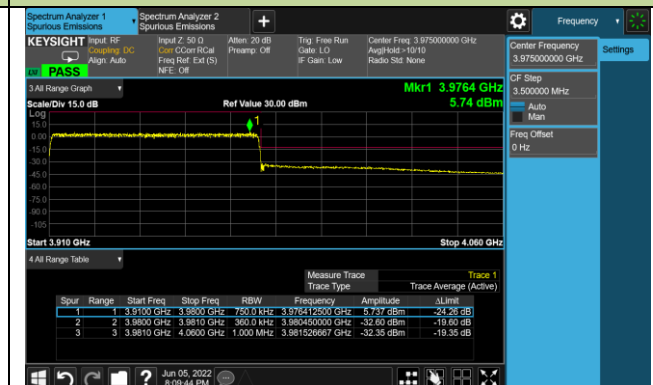 Spectrum Analyzer 1
Spurious Emissions
Spectrum Analyzer 2
Spurious Emissions
+
Frequency
KEYSIGHT
Input: RF
Coupling: DC
Align: Auto
Input Z: 50 Ω
Corr CCorr RCal
Freq Ref: Ext (S)
NFE: Off
Atten: 20 dB
Preamp: Off
Trig: Free Run
Gate: LO
IF Gain: Low
Center Freq: 3.975000000 GHz
Avg|Hold:>10/10
Radio Std: None
PASS
Center Frequency
3.975000000 GHz
Settings
CF Step
3.500000 MHz
Auto
Man
Freq Offset
0 Hz
3 All Range Graph
Mkr1 3.9764 GHz
Scale/Div 15.0 dB
Ref Value 30.00 dBm
5.74 dBm
Log
15.0
0.00
-15.0
-30.0
-45.0
-60.0
-75.0
-90.0
-105
1
Start 3.910 GHz
Stop 4.060 GHz
4 All Range Table
Measure Trace
Trace 1
Trace Type
Trace Average (Active)
Spur Range Start Freq Stop Freq RBW Frequency Amplitude ΔLimit
1 1 3.9100 GHz 3.9800 GHz 750.0 kHz 3.976412500 GHz 5.737 dBm -24.26 dB
2 2 3.9800 GHz 3.9810 GHz 360.0 kHz 3.980450000 GHz -32.60 dBm -19.60 dB
3 3 3.9810 GHz 4.0600 GHz 1.000 MHz 3.981526667 GHz -32.35 dBm -19.35 dB
?
Jun 05, 2022
8:09:44 PM